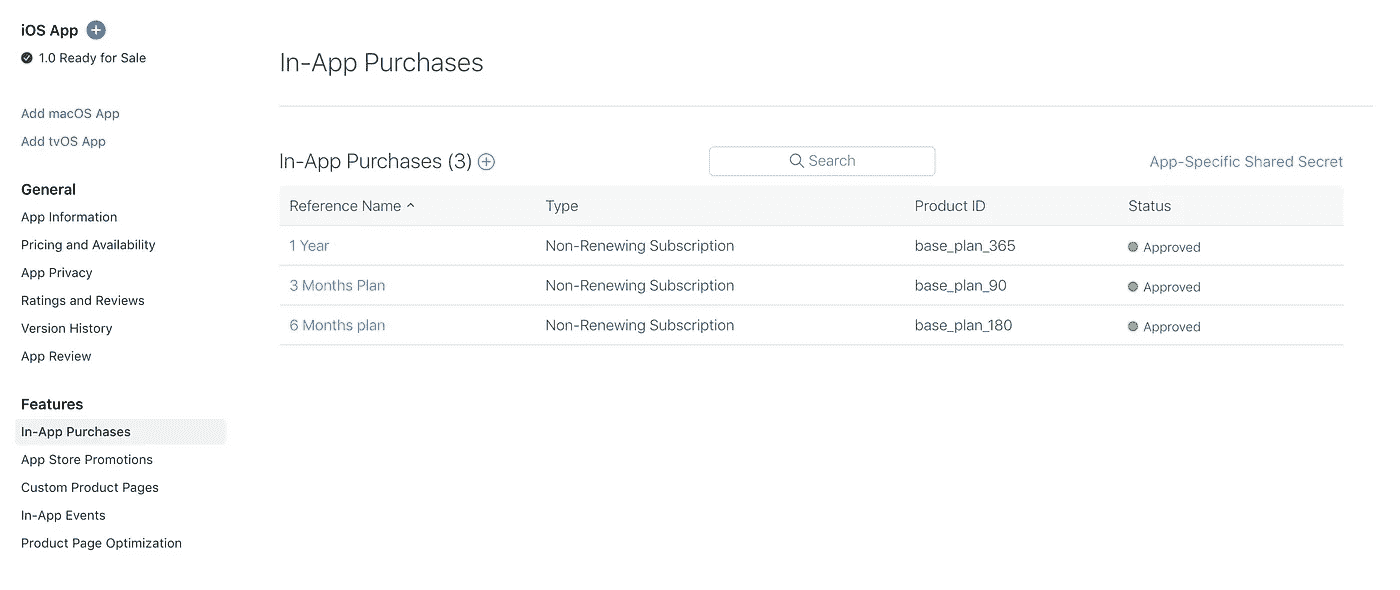 iOS App
1.0 Ready for Sale
Add macOS App
Add tvOS App
General
App Information
Pricing and Availability
App Privacy
Ratings and Reviews
Version History
App Review
Features
In-App Purchases
App Store Promotions
Custom Product Pages
In-App Events
Product Page Optimization
In-App Purchases
In-App Purchases (3)
Search
App-Specific Shared Secret
Reference Name Type Product ID Status
1 Year Non-Renewing Subscription base_plan_365 Approved
3 Months Plan Non-Renewing Subscription base_plan_90 Approved
6 Months plan Non-Renewing Subscription base_plan_180 Approved